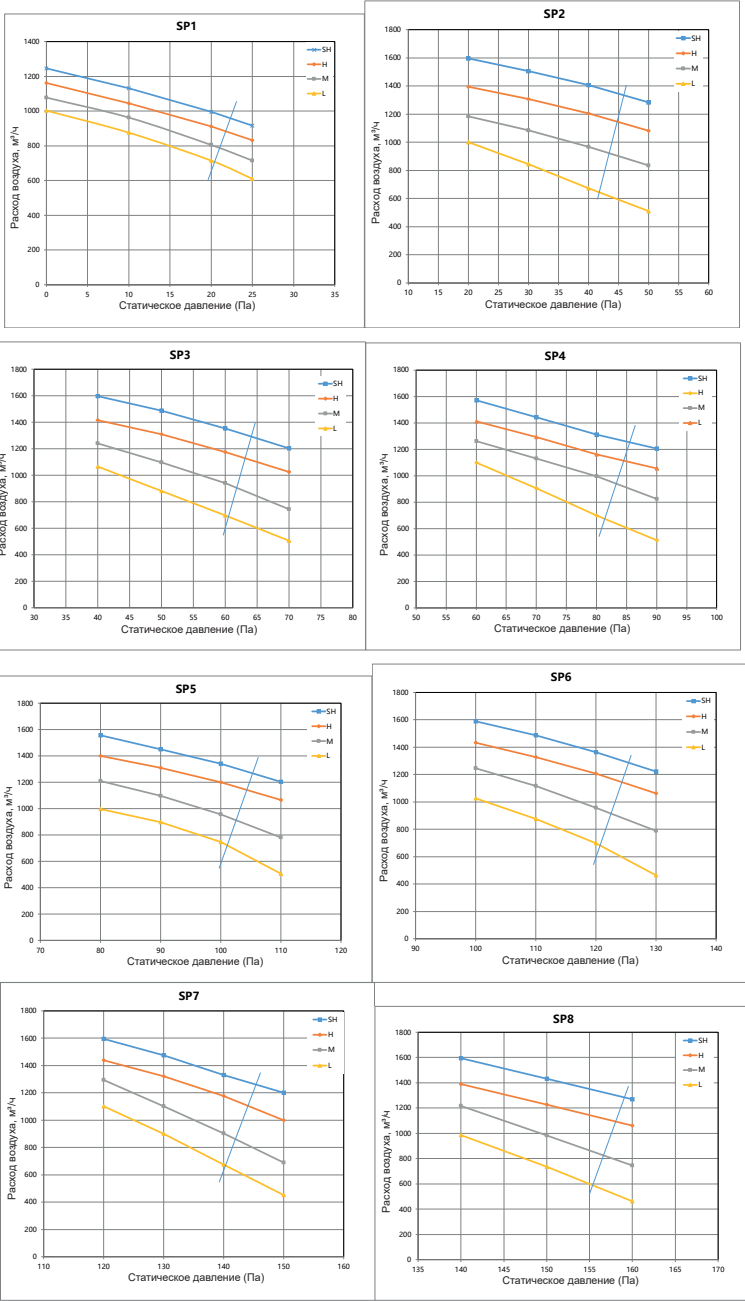 SP1
1400
1200
1000
800
600
400
200
0
0 5 10 15 20 25 30 35
Расход воздуха, м³/ч
Статическое давление (Па)
SH
H
M
L
SP2
1800
1600
1400
1200
1000
800
600
400
200
0
10 15 20 25 30 35 40 45 50 55 60
Расход воздуха, м³/ч
Статическое давление (Па)
SH
H
M
L
SP3
1800
1600
1400
1200
1000
800
600
400
200
0
30 35 40 45 50 55 60 65 70 75 80
Расход воздуха, м³/ч
Статическое давление (Па)
SH
H
M
L
SP4
1800
1600
1400
1200
1000
800
600
400
200
0
50 55 60 65 70 75 80 85 90 95 100
Расход воздуха, м³/ч
Статическое давление (Па)
SH
H
M
L
SP5
1800
1600
1400
1200
1000
800
600
400
200
0
70 80 90 100 110 120
Расход воздуха, м³/ч
Статическое давление (Па)
SH
H
M
L
SP6
1800
1600
1400
1200
1000
800
600
400
200
0
90 100 110 120 130 140
Расход воздуха, м³/ч
Статическое давление (Па)
SH
H
M
L
SP7
1800
1600
1400
1200
1000
800
600
400
200
0
110 120 130 140 150 160
Расход воздуха, м³/ч
Статическое давление (Па)
SH
H
M
L
SP8
1800
1600
1400
1200
1000
800
600
400
200
0
135 140 145 150 155 160 165 170
Расход воздуха, м³/ч
Статическое давление (Па)
SH
H
M
L